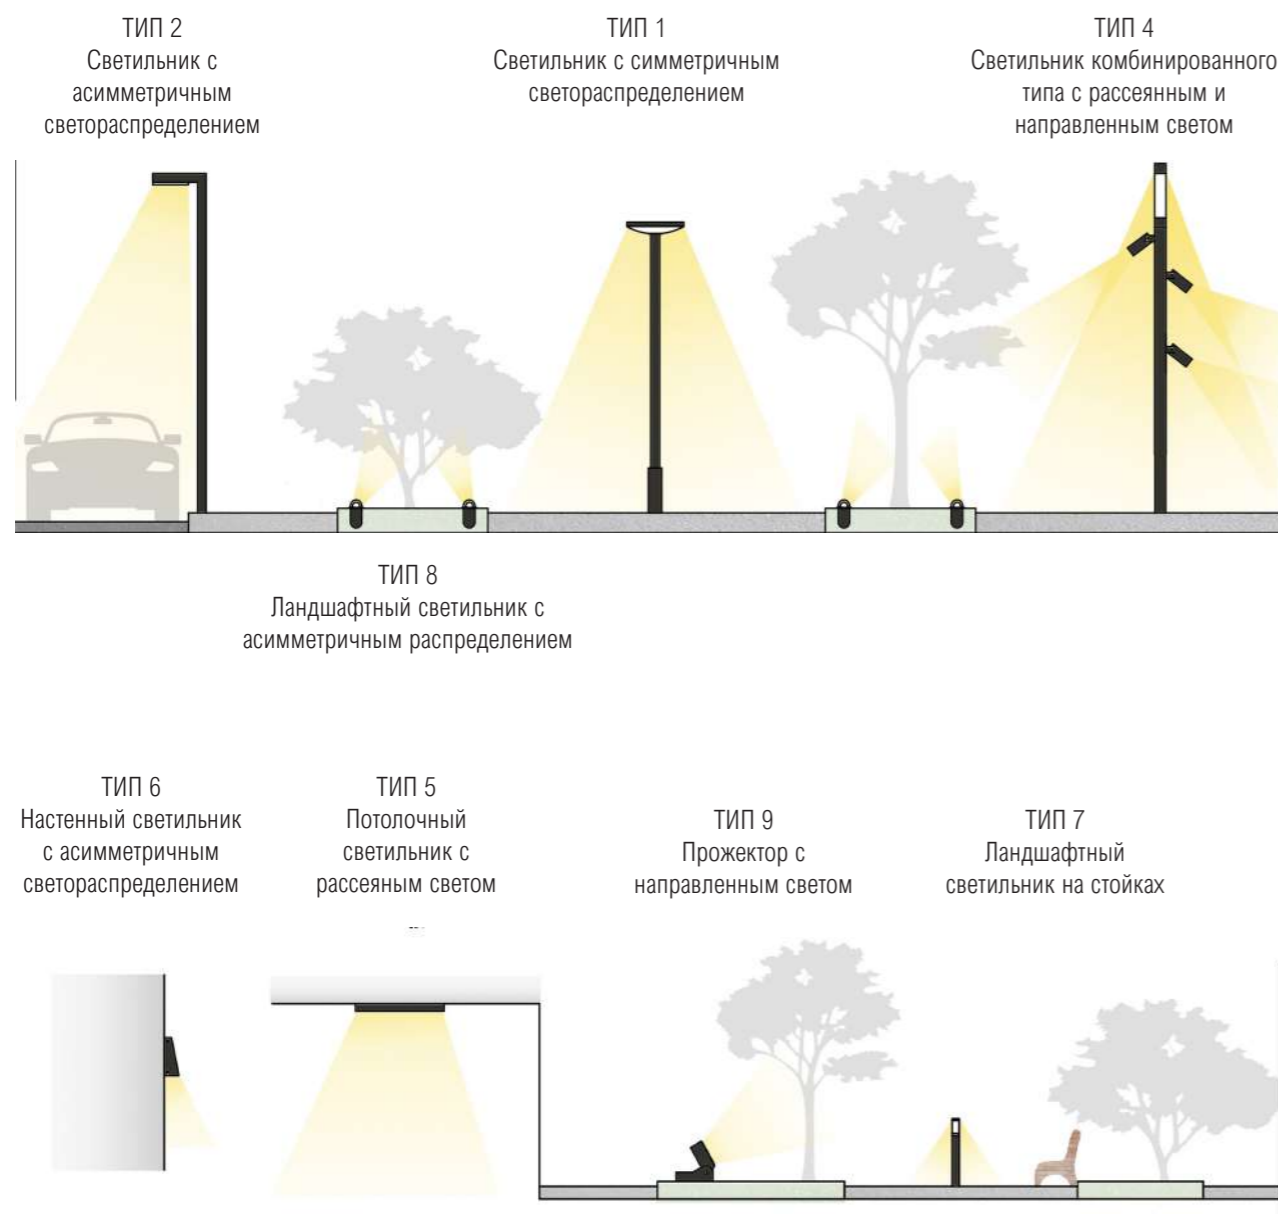 ТИП 2
Светильник с
асимметричным
светораспределением
ТИП 1
Светильник с симметричным
светораспределением
ТИП 4
Светильник комбинированного
типа с рассеянным и
направленным светом
ТИП 8
Ландшафтный светильник с
асимметричным распределением
ТИП 6
Настенный светильник
с асимметричным
светораспределением
ТИП 5
Потолочный
светильник с
рассеяным светом
ТИП 9
Прожектор с
направленным светом
ТИП 7
Ландшафтный
светильник на стойках